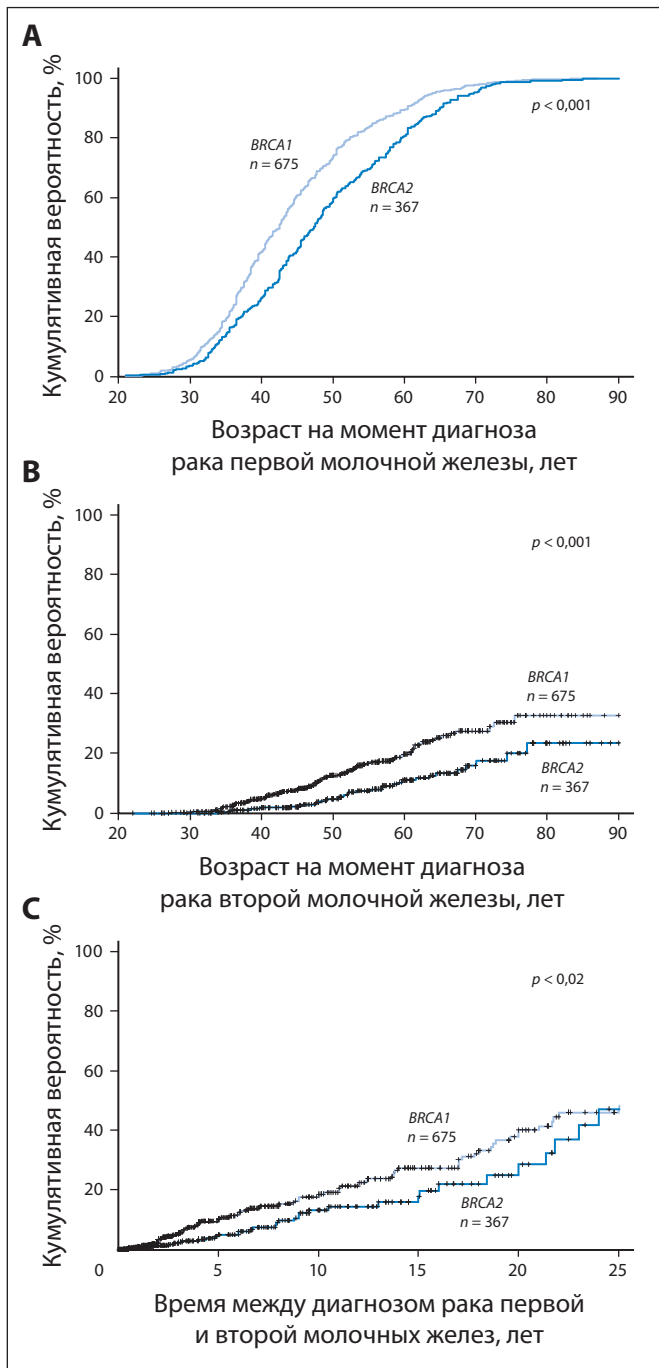 A
Кумулятивная вероятность, %
100
80
60
40
20
0
p < 0,001
BRCA1
n = 675
BRCA2
n = 367
20 30 40 50 60 70 80 90
Возраст на момент диагноза
рака первой молочной железы, лет
B
Кумулятивная вероятность, %
100
80
60
40
20
0
p < 0,001
BRCA1
n = 675
BRCA2
n = 367
20 30 40 50 60 70 80 90
Возраст на момент диагноза
рака второй молочной железы, лет
C
Кумулятивная вероятность, %
100
80
60
40
20
p < 0,02
BRCA1
n = 675
BRCA2
n = 367
0 5 10 15 20 25
Время между диагнозом рака первой
и второй молочных желез, лет